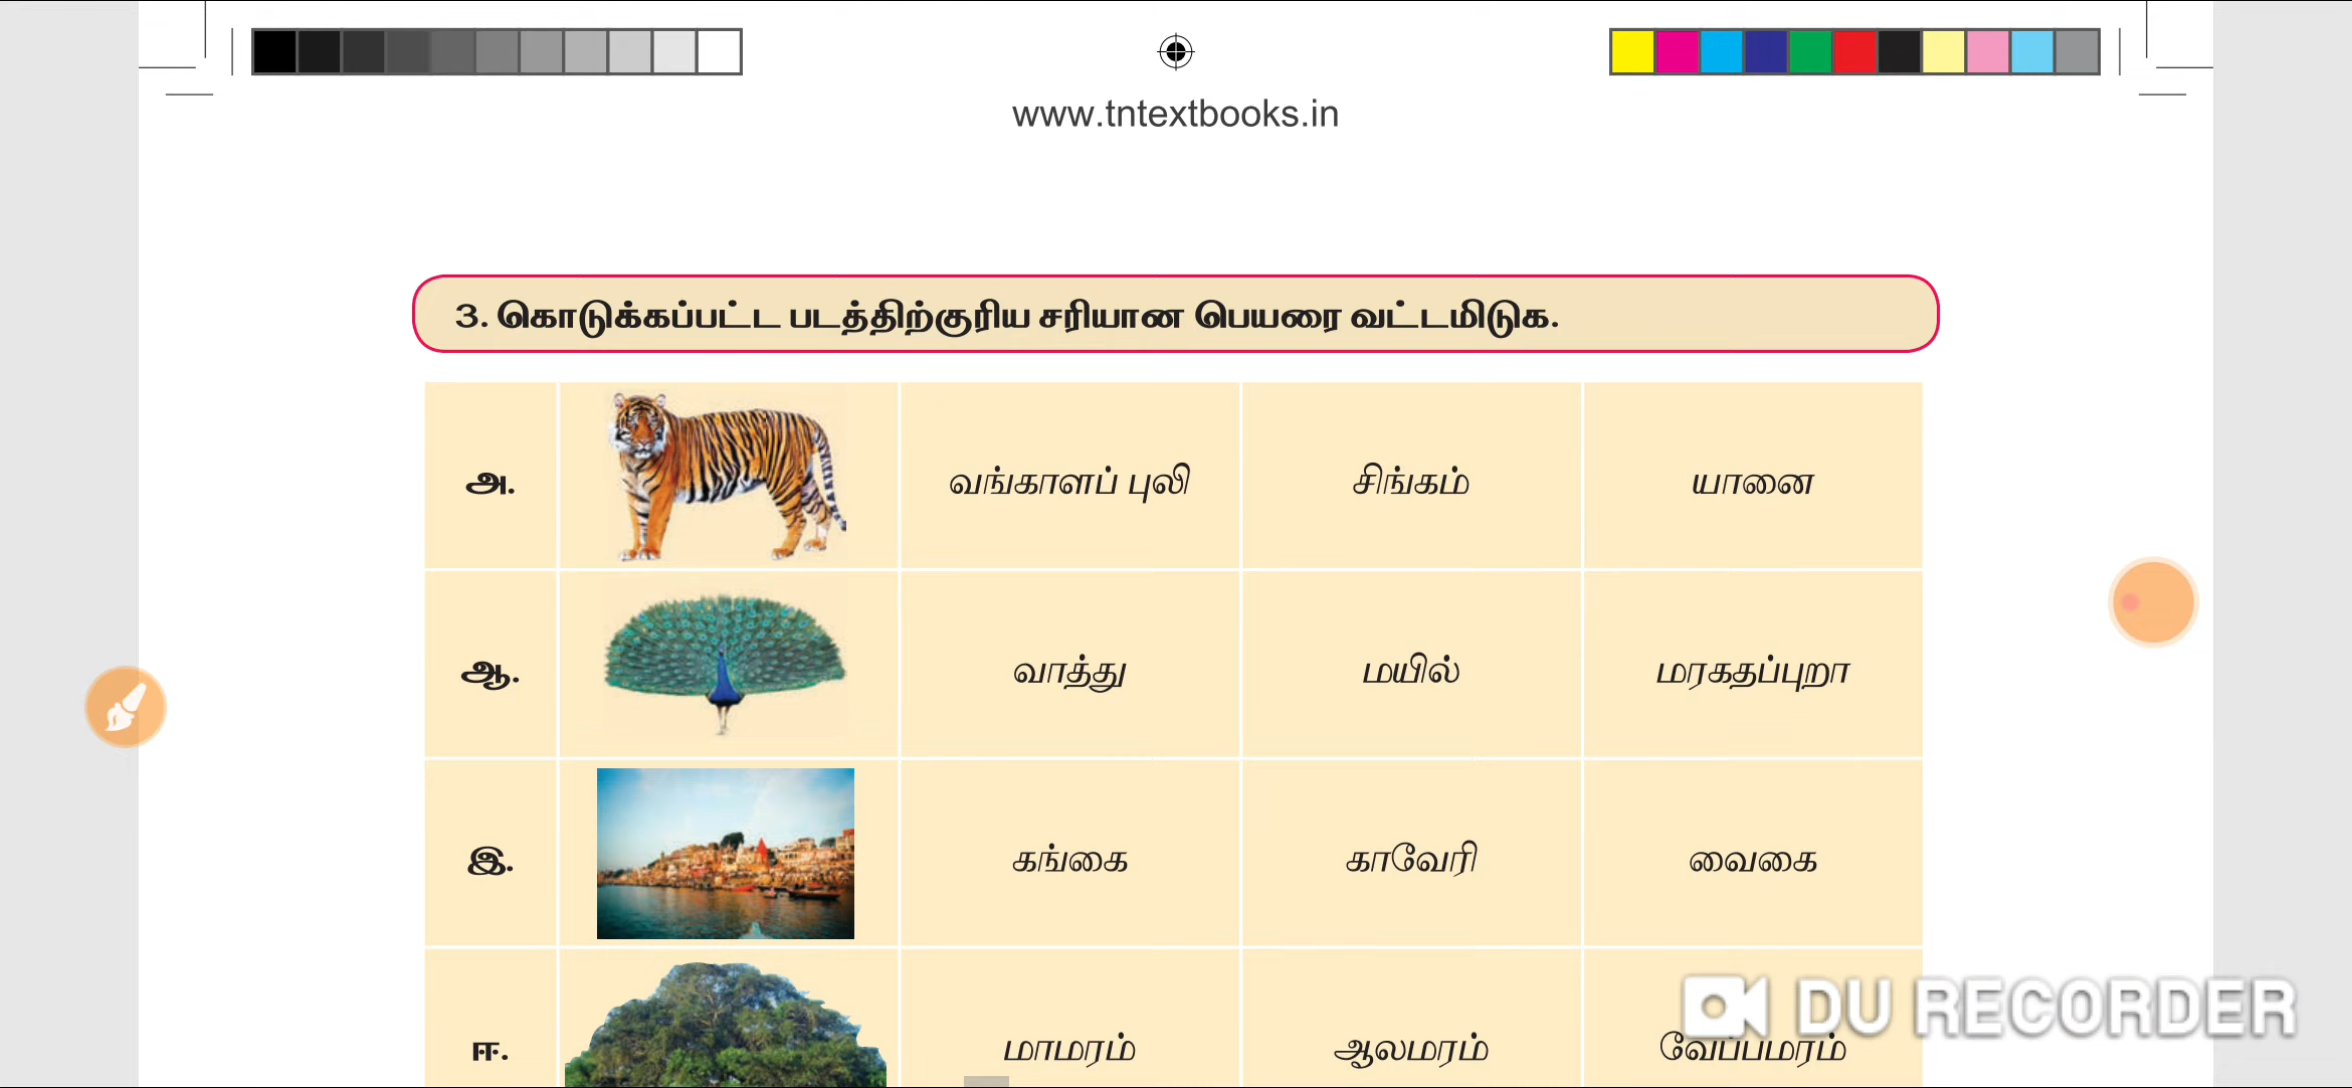 www.tntextbooks.in
3. கொடுக்கப்பட்ட படத்திற்குரிய சரியான பெயரை வட்டமிடுக.
அ. வங்காளப் புலி சிங்கம் யானை
ஆ. வாத்து மயில் மரகதப்புறா
இ. கங்கை காவேரி வைகை
ஈ. மாமரம் ஆலமரம் வேப்பமரம்
DU RECORDER